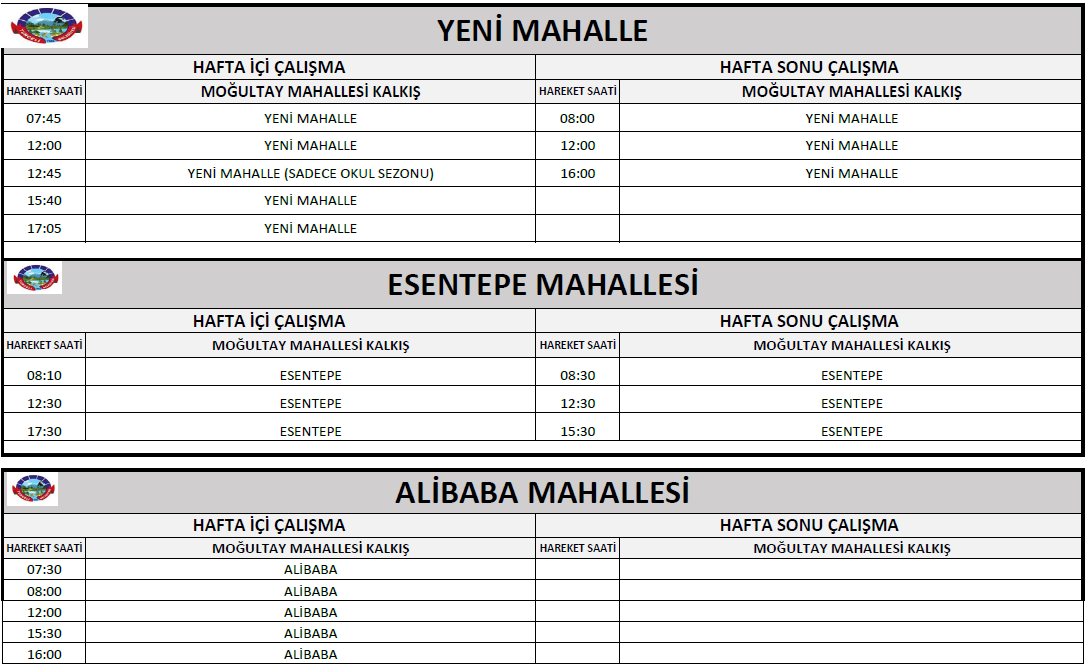 YENİ MAHALLE
HAFTA İÇİ ÇALIŞMA HAFTA SONU ÇALIŞMA
HAREKET SAATİ MOĞULTAY MAHALLESİ KALKIŞ HAREKET SAATİ MOĞULTAY MAHALLESİ KALKIŞ
07:45 YENİ MAHALLE 08:00 YENİ MAHALLE
12:00 YENİ MAHALLE 12:00 YENİ MAHALLE
12:45 YENİ MAHALLE (SADECE OKUL SEZONU) 16:00 YENİ MAHALLE
15:40 YENİ MAHALLE
17:05 YENİ MAHALLE
ESENTEPE MAHALLESİ
HAFTA İÇİ ÇALIŞMA HAFTA SONU ÇALIŞMA
HAREKET SAATİ MOĞULTAY MAHALLESİ KALKIŞ HAREKET SAATİ MOĞULTAY MAHALLESİ KALKIŞ
08:10 ESENTEPE 08:30 ESENTEPE
12:30 ESENTEPE 12:30 ESENTEPE
17:30 ESENTEPE 15:30 ESENTEPE
ALİBABA MAHALLESİ
HAFTA İÇİ ÇALIŞMA HAFTA SONU ÇALIŞMA
HAREKET SAATİ MOĞULTAY MAHALLESİ KALKIŞ HAREKET SAATİ MOĞULTAY MAHALLESİ KALKIŞ
07:30 ALİBABA
08:00 ALİBABA
12:00 ALİBABA
15:30 ALİBABA
16:00 ALİBABA